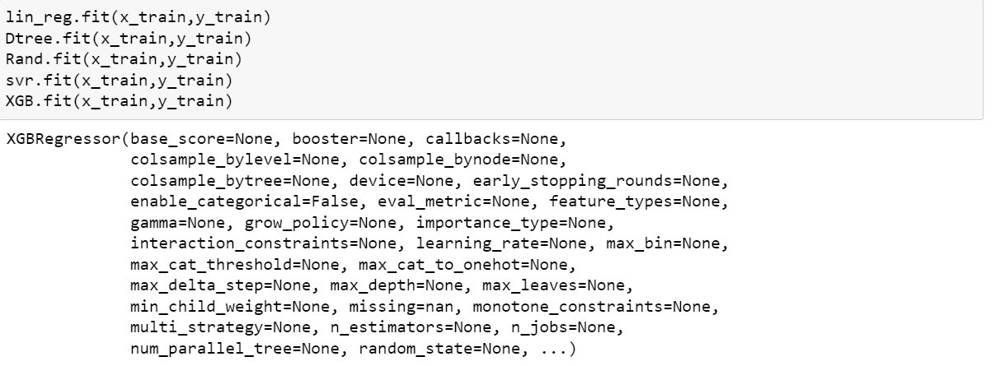 lin_reg.fit(x_train,y_train)
Dtree.fit(x_train,y_train)
Rand.fit(x_train,y_train)
svr.fit(x_train,y_train)
XGB.fit(x_train,y_train)
XGBRegressor(base_score=None, booster=None, callbacks=None,
colsample_bylevel=None, colsample_bynode=None,
colsample_bytree=None, device=None, early_stopping_rounds=None,
enable_categorical=False, eval_metric=None, feature_types=None,
gamma=None, grow_policy=None, importance_type=None,
interaction_constraints=None, learning_rate=None, max_bin=None,
max_cat_threshold=None, max_cat_to_onehot=None,
max_delta_step=None, max_depth=None, max_leaves=None,
min_child_weight=None, missing=nan, monotone_constraints=None,
multi_strategy=None, n_estimators=None, n_jobs=None,
num_parallel_tree=None, random_state=None, ...)